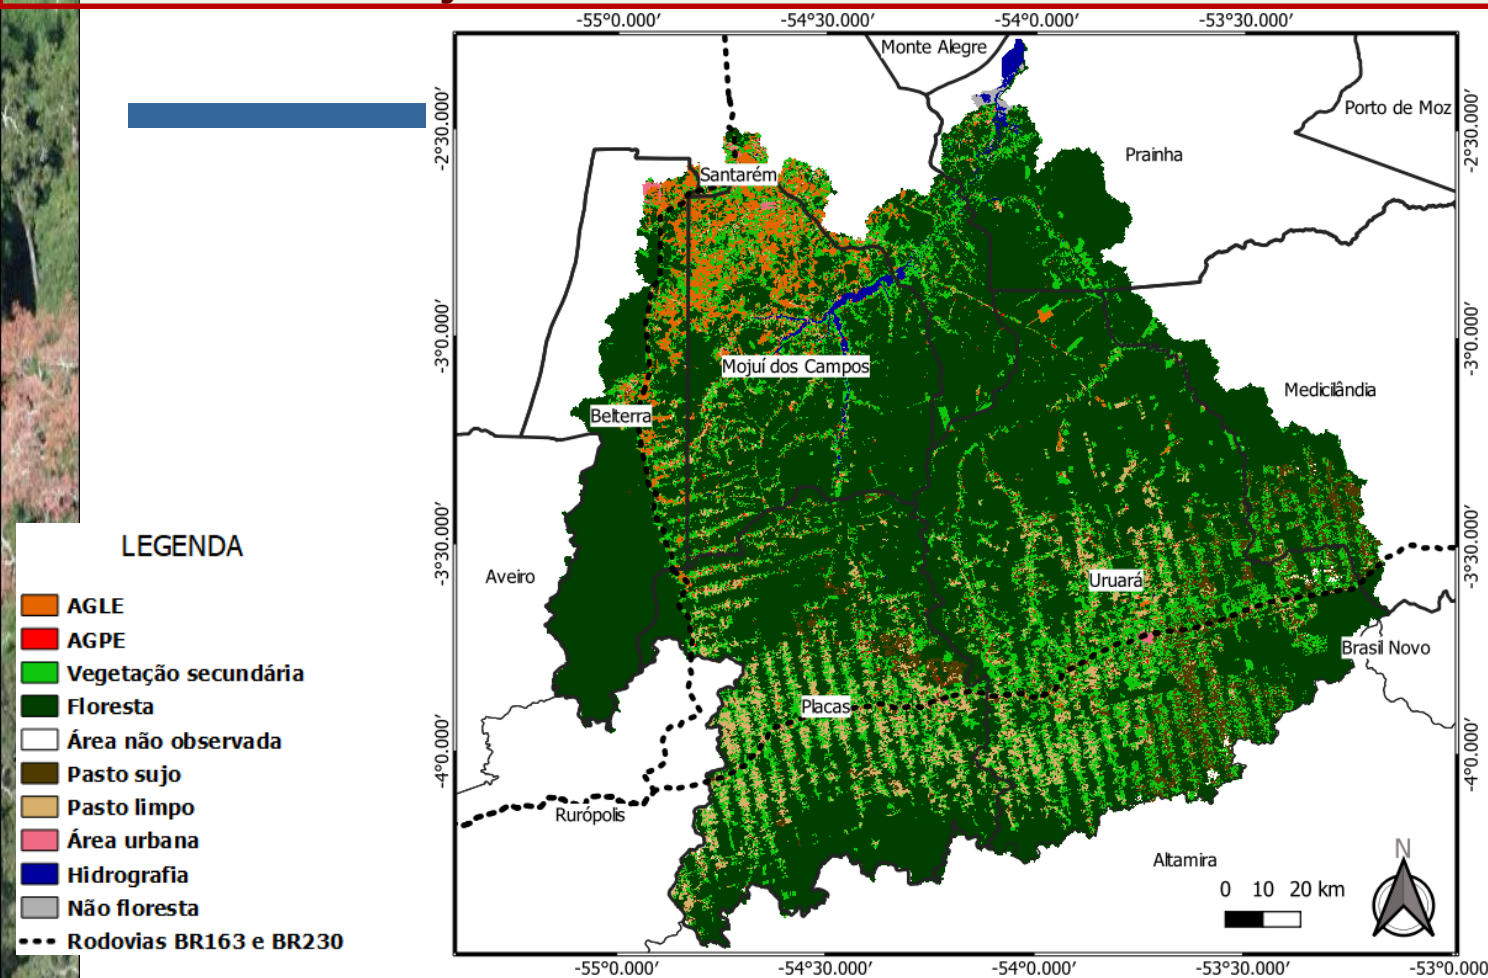 -55°0.000′ -54°30.000′ -54°0.000′ -53°30.000′
Monte Alegre
Porto de Moz
-2°30.000′ -2°30.000′
Prainha
Santarém
-3°0.000′ -3°0.000′
Mojuí dos Campos
Medicilândia
Belterra
LEGENDA
-3°30.000′ -3°30.000′
Aveiro
Uruará
AGLE
AGPE
Brasil Novo
Vegetação secundária
Floresta
Placas
Área não observada
-4°0.000′ -4°0.000′
Pasto sujo
Pasto limpo
Rurópolis
Área urbana
Altamira
N
Hidrografia
0 10 20 km
Não floresta
Rodovias BR163 e BR230
-55°0.000′ -54°30.000′ -54°0.000′ -53°30.000′ -53°0.000